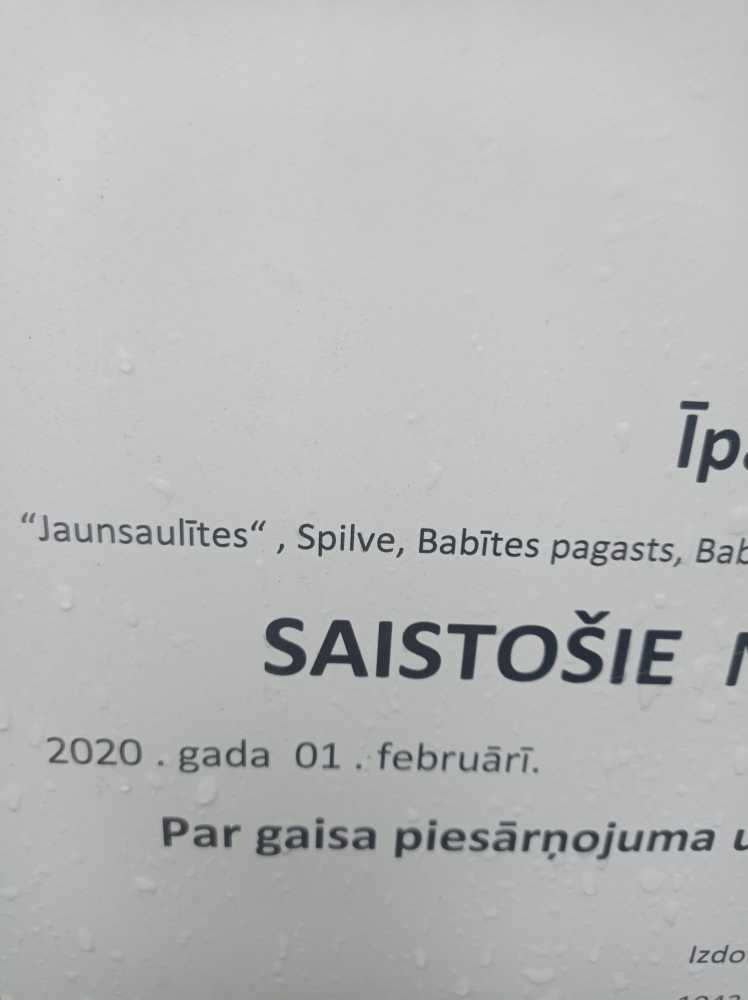 “Jaunsaulītes“ , Spilve, Babītes pagasts,
SAISTOŠIE
2020 . gada 01 . februārī.
Par gaisa piesārņojuma